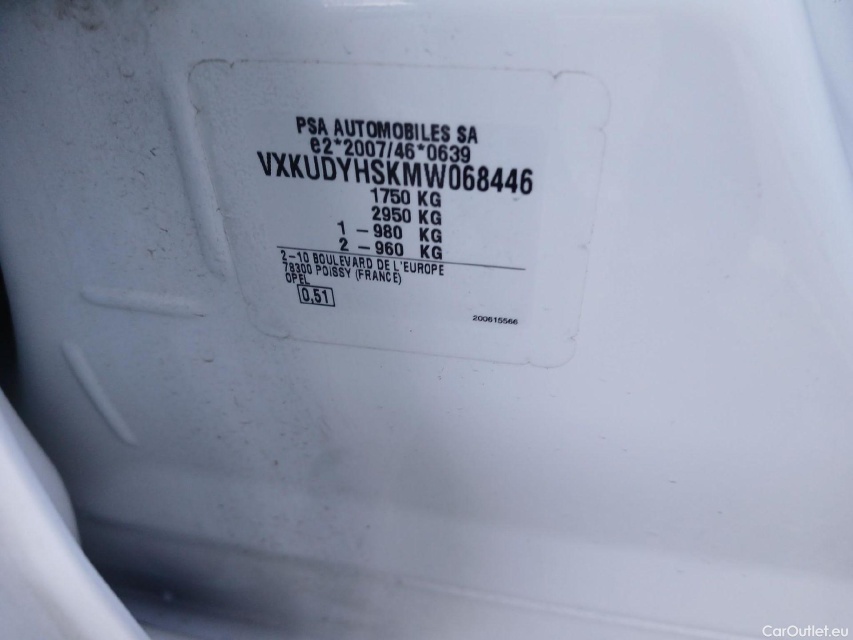 PSA AUTOMOBILES SA
e2*2007/46*0639
VXKUDYHSKMW068446
1750 KG
2950 KG
1 - 980 KG
2 - 960 KG
2-10 BOULEVARD DE L'EUROPE
78300 POISSY (FRANCE)
OPEL
0,51
200615566
CarOutlet.eu